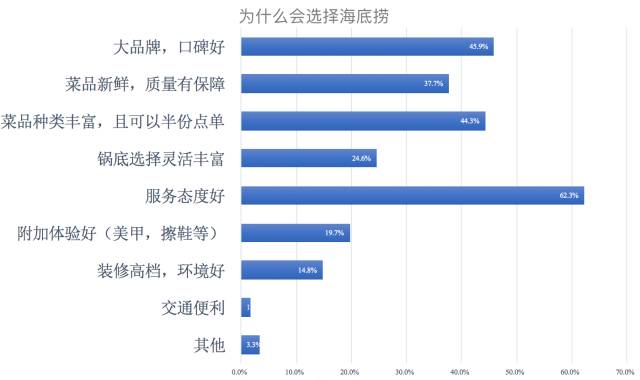 为什么会选择海底捞
大品牌，口碑好
45.9%
菜品新鲜，质量有保障
37.7%
菜品种类丰富，且可以半份点单
44.3%
锅底选择灵活丰富
24.6%
服务态度好
62.3%
附加体验好（美甲，擦鞋等）
19.7%
装修高档，环境好
14.8%
交通便利
其他
3.3%
0.0% 10.0% 20.0% 30.0% 40.0% 50.0% 60.0% 70.0%